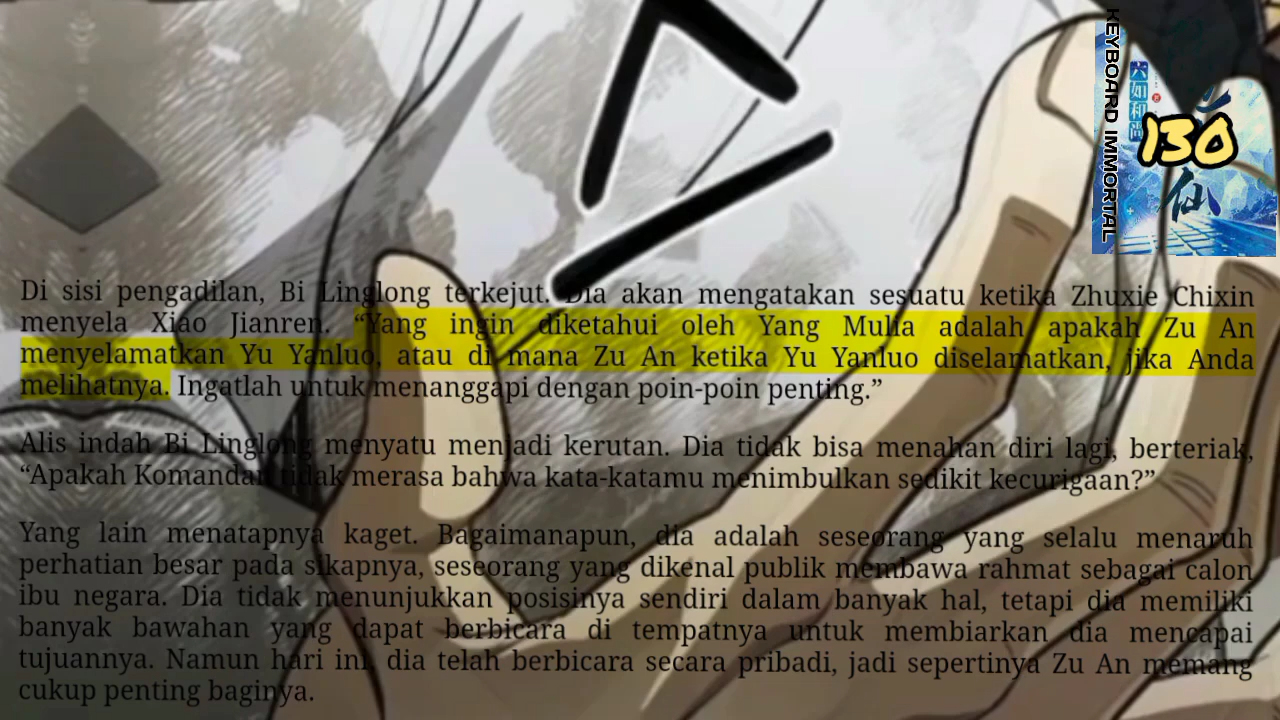 KEYBOARD IMMORTAL
六如和尚
130
仙
Di sisi pengadilan, Bi Linglong terkejut. Dia akan mengatakan sesuatu ketika Zhuxie Chixin
menyela Xiao Jianren. “Yang ingin diketahui oleh Yang Mulia adalah apakah Zu An
menyelamatkan Yu Yanluo, atau di mana Zu An ketika Yu Yanluo diselamatkan, jika Anda
melihatnya. Ingatlah untuk menanggapi dengan poin-poin penting.”
Alis indah Bi Linglong menyatu menjadi kerutan. Dia tidak bisa menahan diri lagi, berteriak,
“Apakah Komandan tidak merasa bahwa kata-katamu menimbulkan sedikit kecurigaan?”
Yang lain menatapnya kaget. Bagaimanapun, dia adalah seseorang yang selalu menaruh
perhatian besar pada sikapnya, seseorang yang dikenal publik membawa rahmat sebagai calon
ibu negara. Dia tidak menunjukkan posisinya sendiri dalam banyak hal, tetapi dia memiliki
banyak bawahan yang dapat berbicara di tempatnya untuk membiarkan dia mencapai
tujuannya. Namun hari ini, dia telah berbicara secara pribadi, jadi sepertinya Zu An memang
cukup penting baginya.